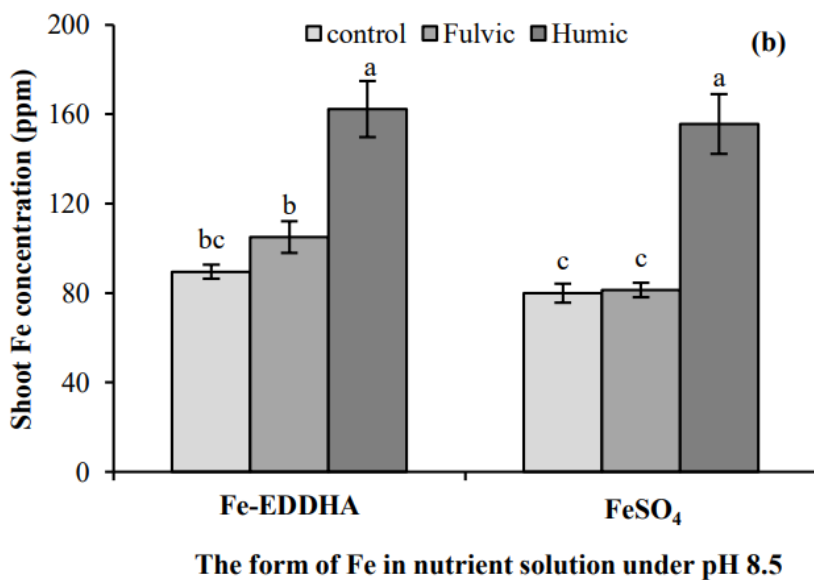 control Fulvic Humic (b)
Shoot Fe concentration (ppm)
200
160
120
80
40
0
bc b a
c c a
Fe-EDDHA FeSO₄
The form of Fe in nutrient solution under pH 8.5